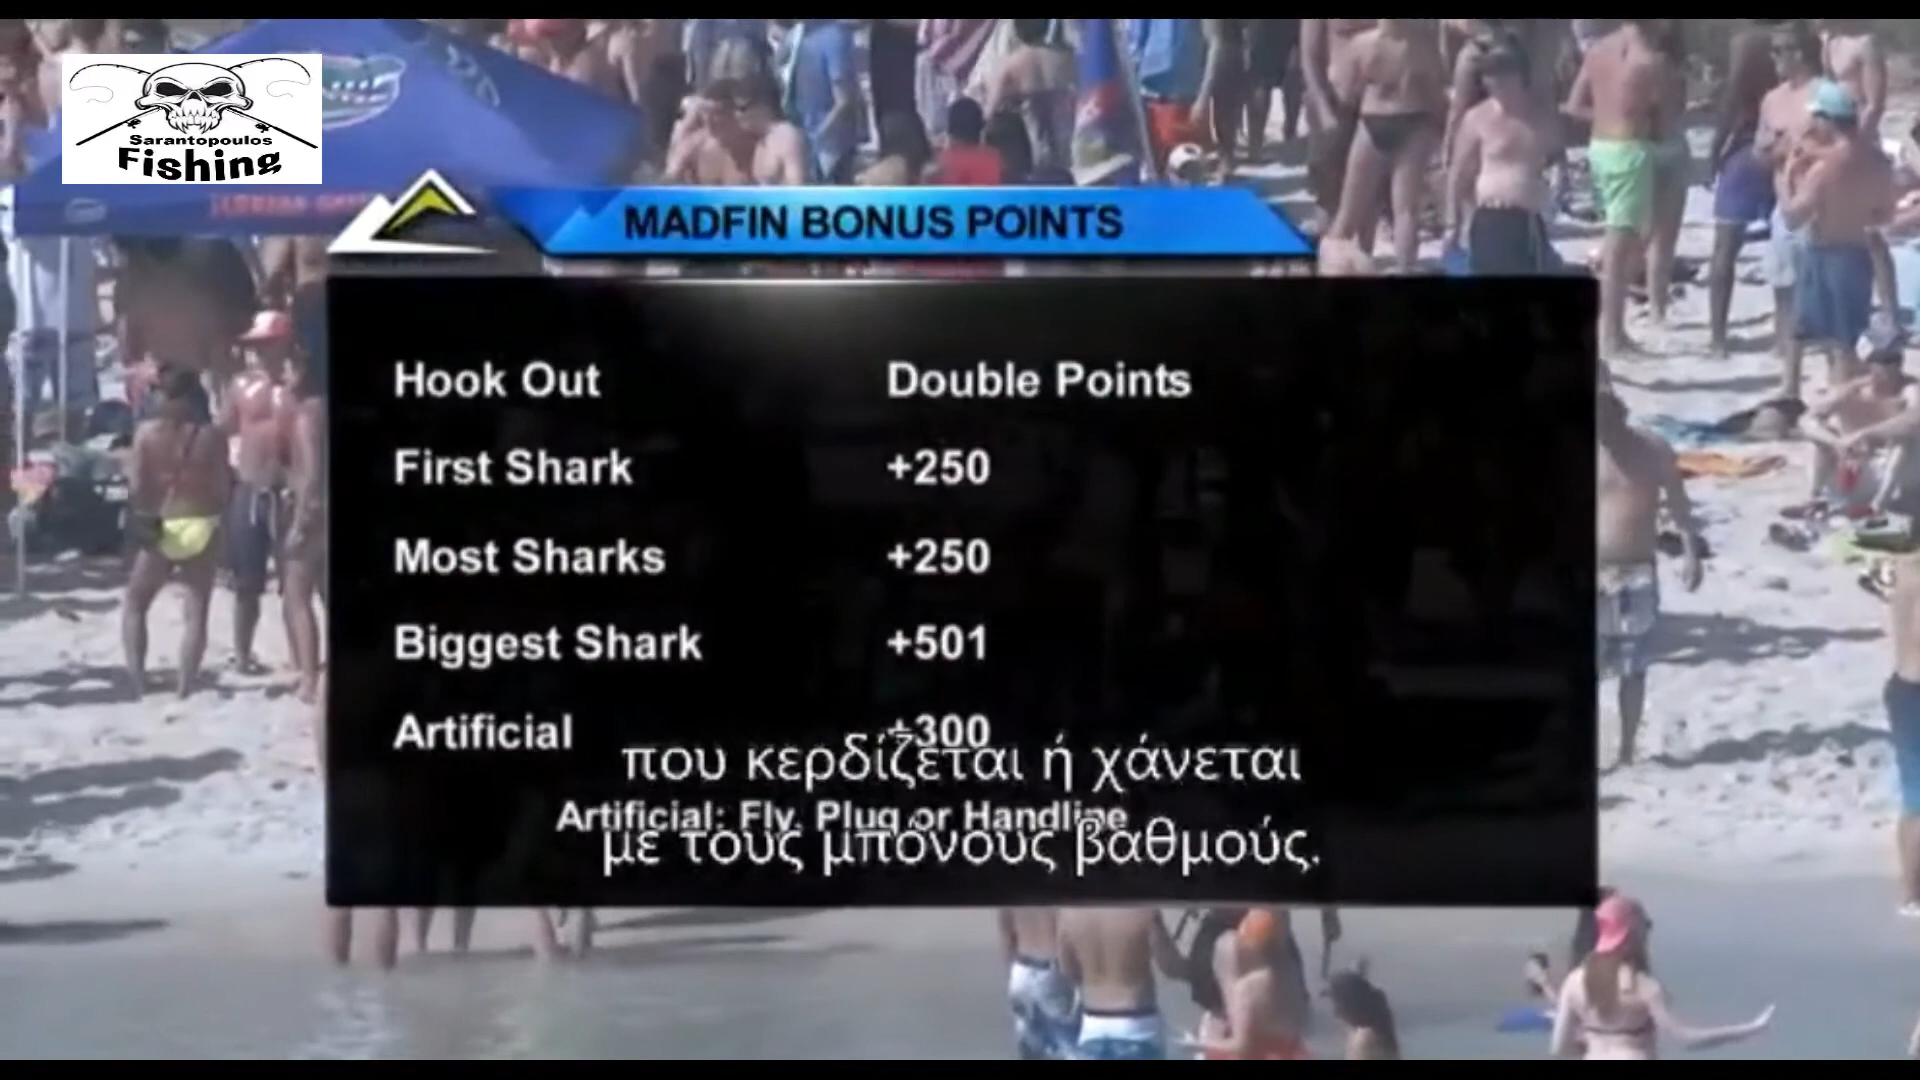 Sarantopoulos
Fishing
MADFIN BONUS POINTS
Hook Out Double Points
First Shark +250
Most Sharks +250
Biggest Shark +501
Artificial +300
που κερδίζεται ή χάνεται
Artificial: Fly, Plug or Handline
με τους μπόνους βαθμούς.